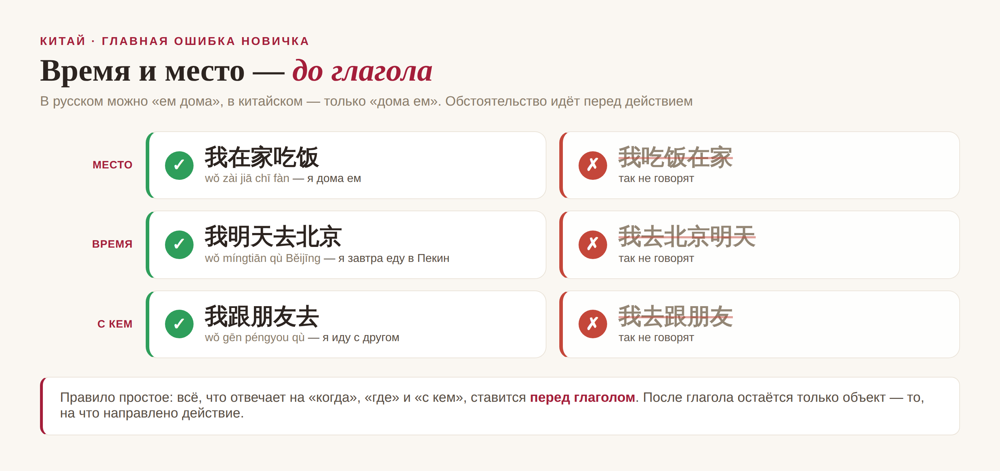 КИТАЙ · ГЛАВНАЯ ОШИБКА НОВИЧКА
Время и место — до глагола
В русском можно «ем дома», в китайском — только «дома ем». Обстоятельство идёт перед действием
МЕСТО
✓
我在家吃饭
wǒ zài jiā chī fàn — я дома ем
✗
我吃饭在家
так не говорят
ВРЕМЯ
✓
我明天去北京
wǒ míngtiān qù Běijīng — я завтра еду в Пекин
✗
我去北京明天
так не говорят
С КЕМ
✓
我跟朋友去
wǒ gēn péngyou qù — я иду с другом
✗
我去跟朋友
так не говорят
Правило простое: всё, что отвечает на «когда», «где» и «с кем», ставится перед глаголом. После глагола остаётся только объект — то,
на что направлено действие.